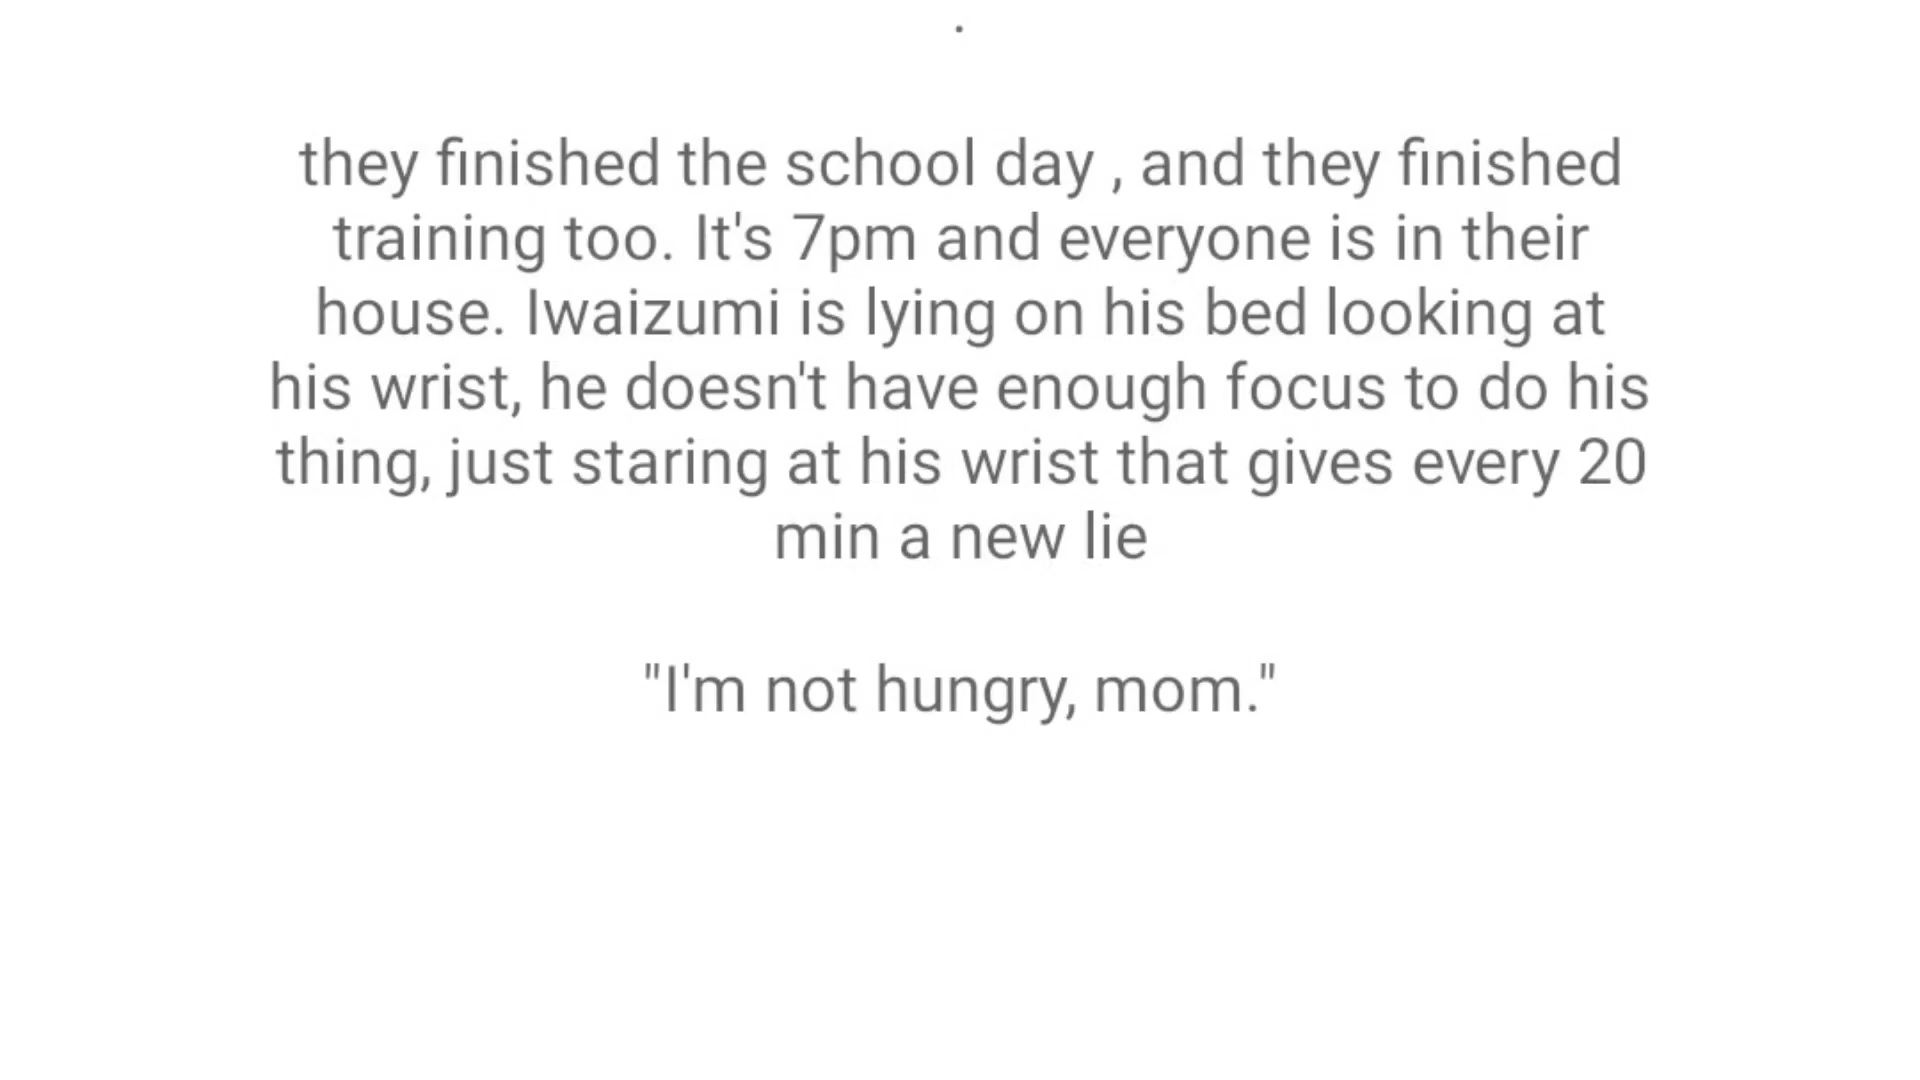 .
they finished the school day , and they finished
training too. It's 7pm and everyone is in their
house. Iwaizumi is lying on his bed looking at
his wrist, he doesn't have enough focus to do his
thing, just staring at his wrist that gives every 20
min a new lie
"I'm not hungry, mom."